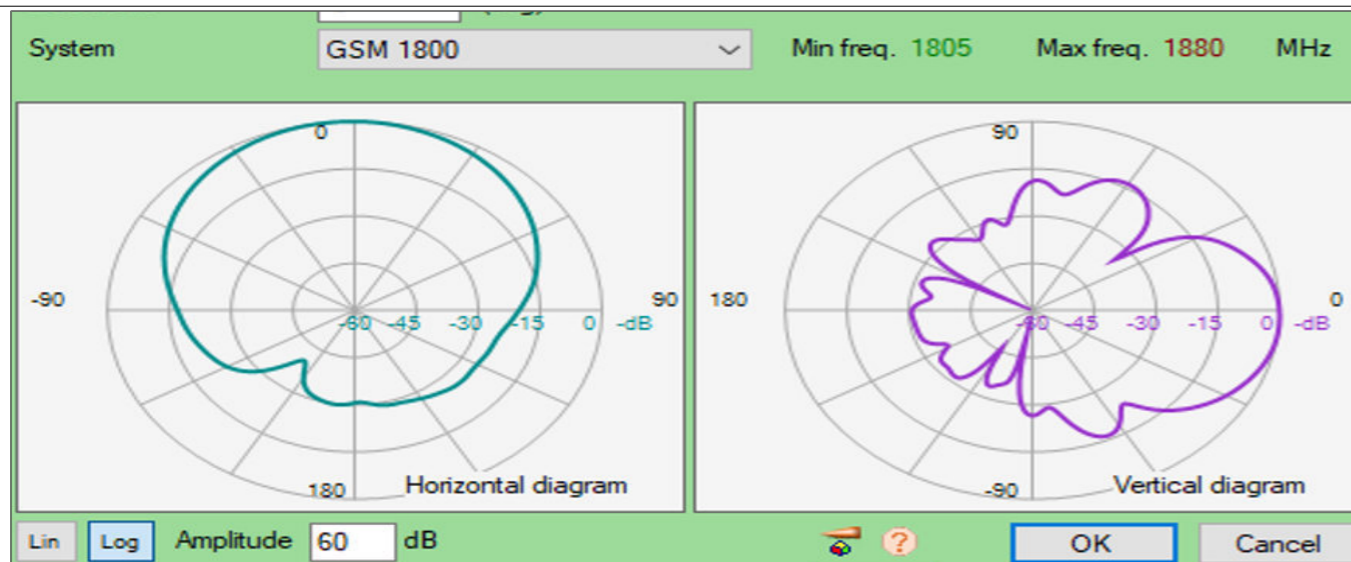 System GSM 1800 Min freq. 1805 Max freq. 1880 MHz
0
-90 90
-60 -45 -30 -15 0 -dB
180 Horizontal diagram
90
180 0
-60 -45 -30 -15 0 -dB
-90 Vertical diagram
Lin Log Amplitude 60 dB ? OK Cancel